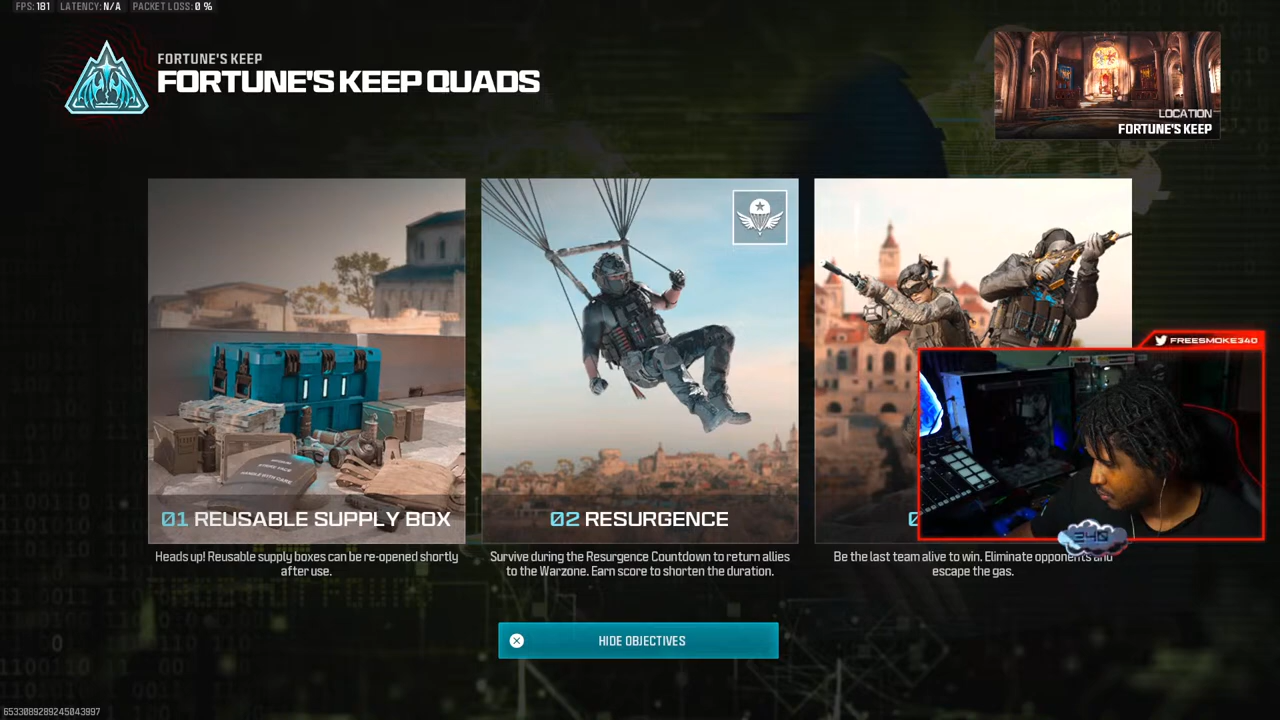 FPS: 181 LATENCY: N/A PACKET LOSS: 0 %
FORTUNE'S KEEP
FORTUNE'S KEEP QUADS
LOCATION
FORTUNE'S KEEP
FREESMOKE340
01 REUSABLE SUPPLY BOX
02 RESURGENCE
340
Heads up! Reusable supply boxes can be re-opened shortly
after use.
Survive during the Resurgence Countdown to return allies
to the Warzone. Earn score to shorten the duration.
Be the last team alive to win. Eliminate opponents and
escape the gas.
HIDE OBJECTIVES
6533089289245043997